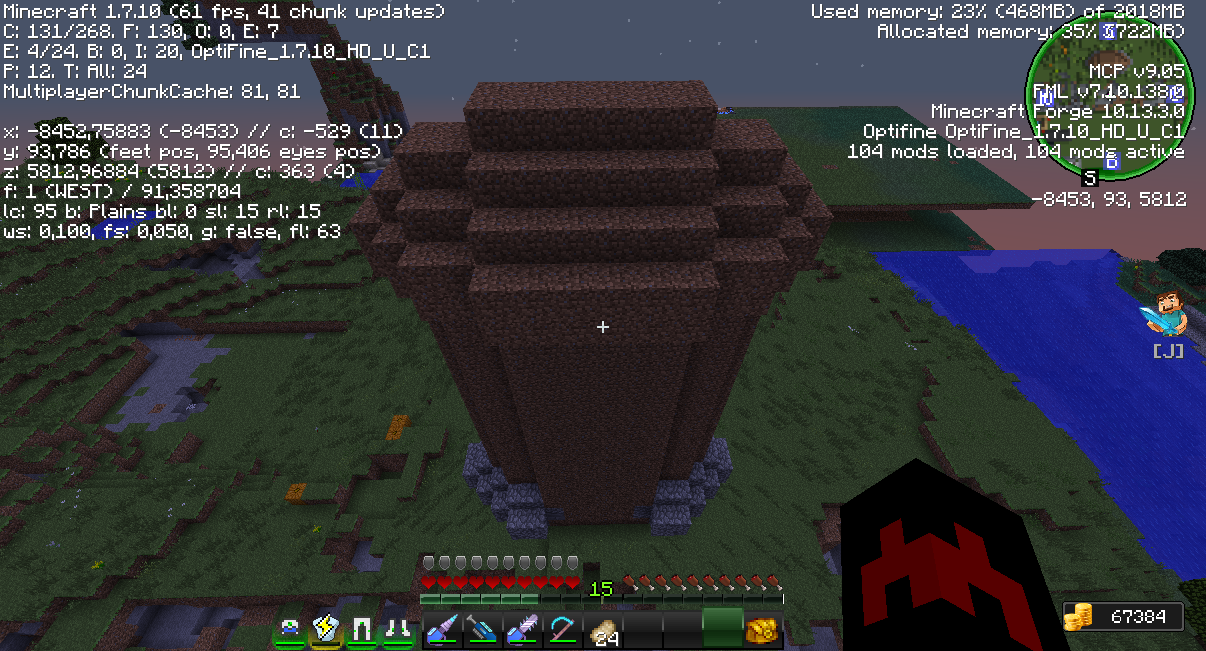 Minecraft 1.7.10 (61 fps, 41 chunk updates)
C: 131/268. F: 130, O: 0, E: 7
E: 4/24. B: 0, I: 20, OptiFine_1.7.10_HD_U_C1
P: 12. T: All: 24
MultiplayerChunkCache: 81, 81
x: -8452,75883 (-8453) // c: -529 (11)
y: 93,786 (feet pos, 95,406 eyes pos)
z: 5812,96884 (5812) // c: 363 (4)
f: 1 (WEST) / 91,358704
lc: 95 b: Plains bl: 0 sl: 15 rl: 15
ws: 0,100, fs: 0,050, g: false, fl: 63
Used memory: 23% (468MB) of 2018MB
Allocated memory: 35% (722MB)
MCP v9.05
FML v7.10.138.0
Minecraft Forge 10.13.3.0
Optifine OptiFine_1.7.10_HD_U_C1
104 mods loaded, 104 mods active
S
-8453, 93, 5812
[J]
15
24
67384